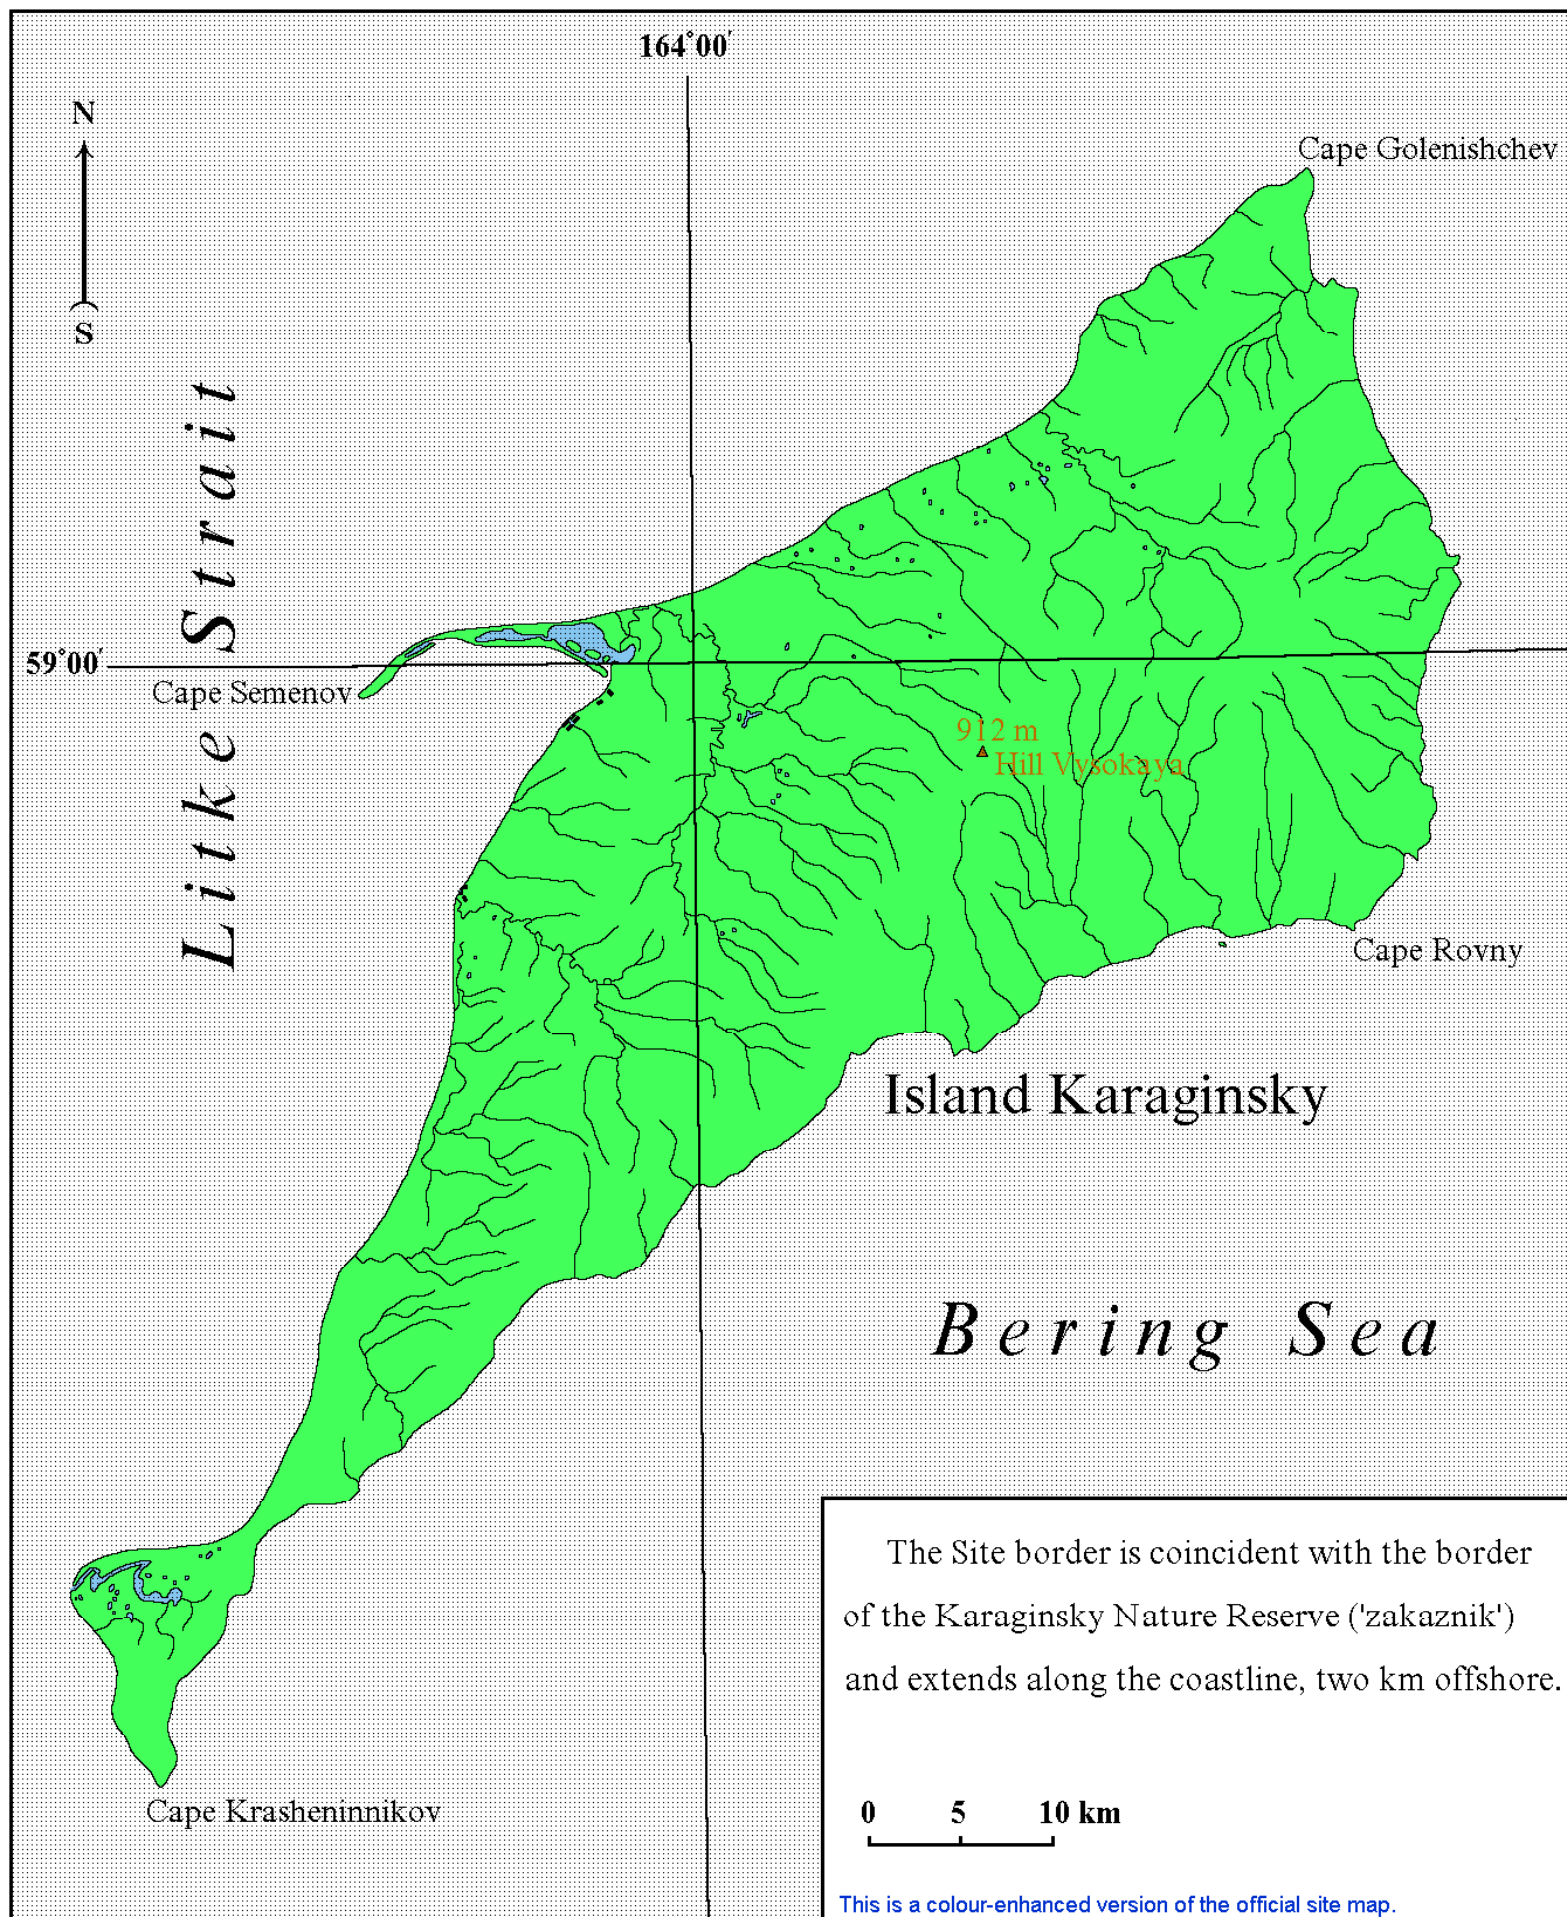 164°00′
N
Cape Golenishchev
S
Litke Strait
59°00′
Cape Semenov
912 m
Hill Vysokaya
Cape Rovny
Island Karaginsky
Bering Sea
The Site border is coincident with the border
of the Karaginsky Nature Reserve ('zakaznik')
and extends along the coastline, two km offshore.
Cape Krasheninnikov
0 5 10 km
This is a colour-enhanced version of the official site map.